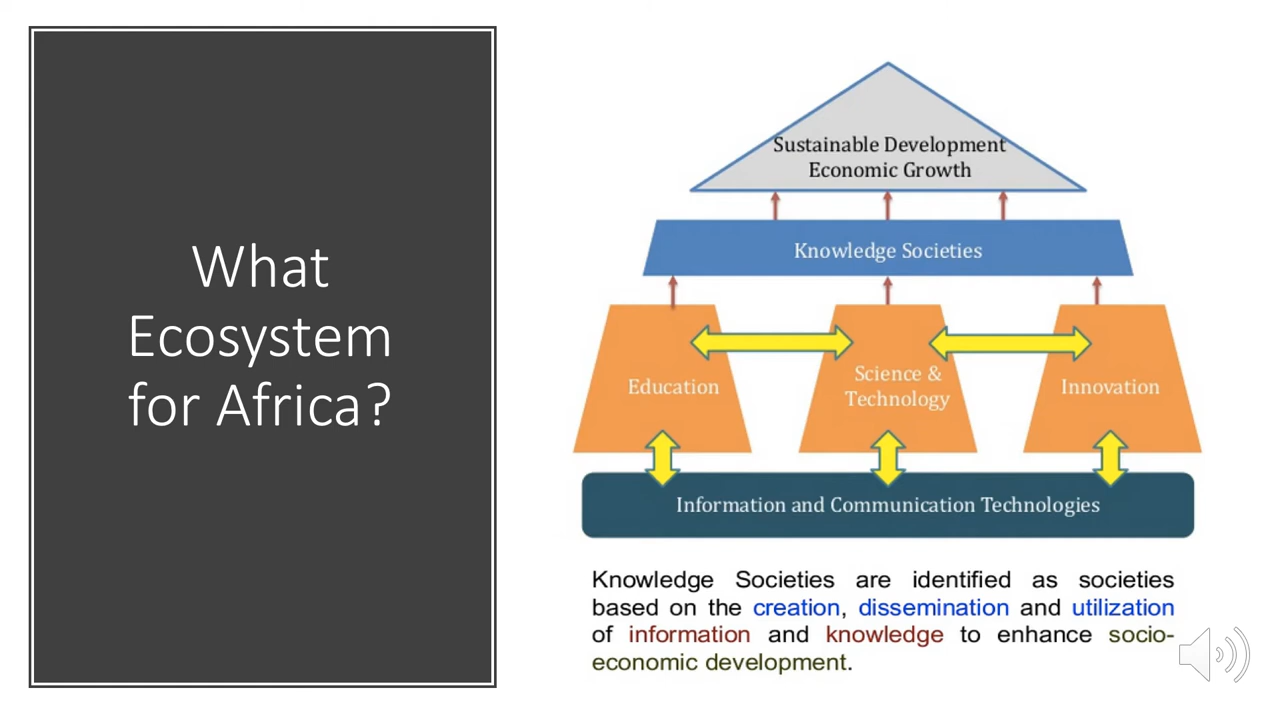 What
Ecosystem
for Africa?
Sustainable Development
Economic Growth
Knowledge Societies
Education
Science &
Technology
Innovation
Information and Communication Technologies
Knowledge Societies are identified as societies
based on the creation, dissemination and utilization
of information and knowledge to enhance socio-
economic development.